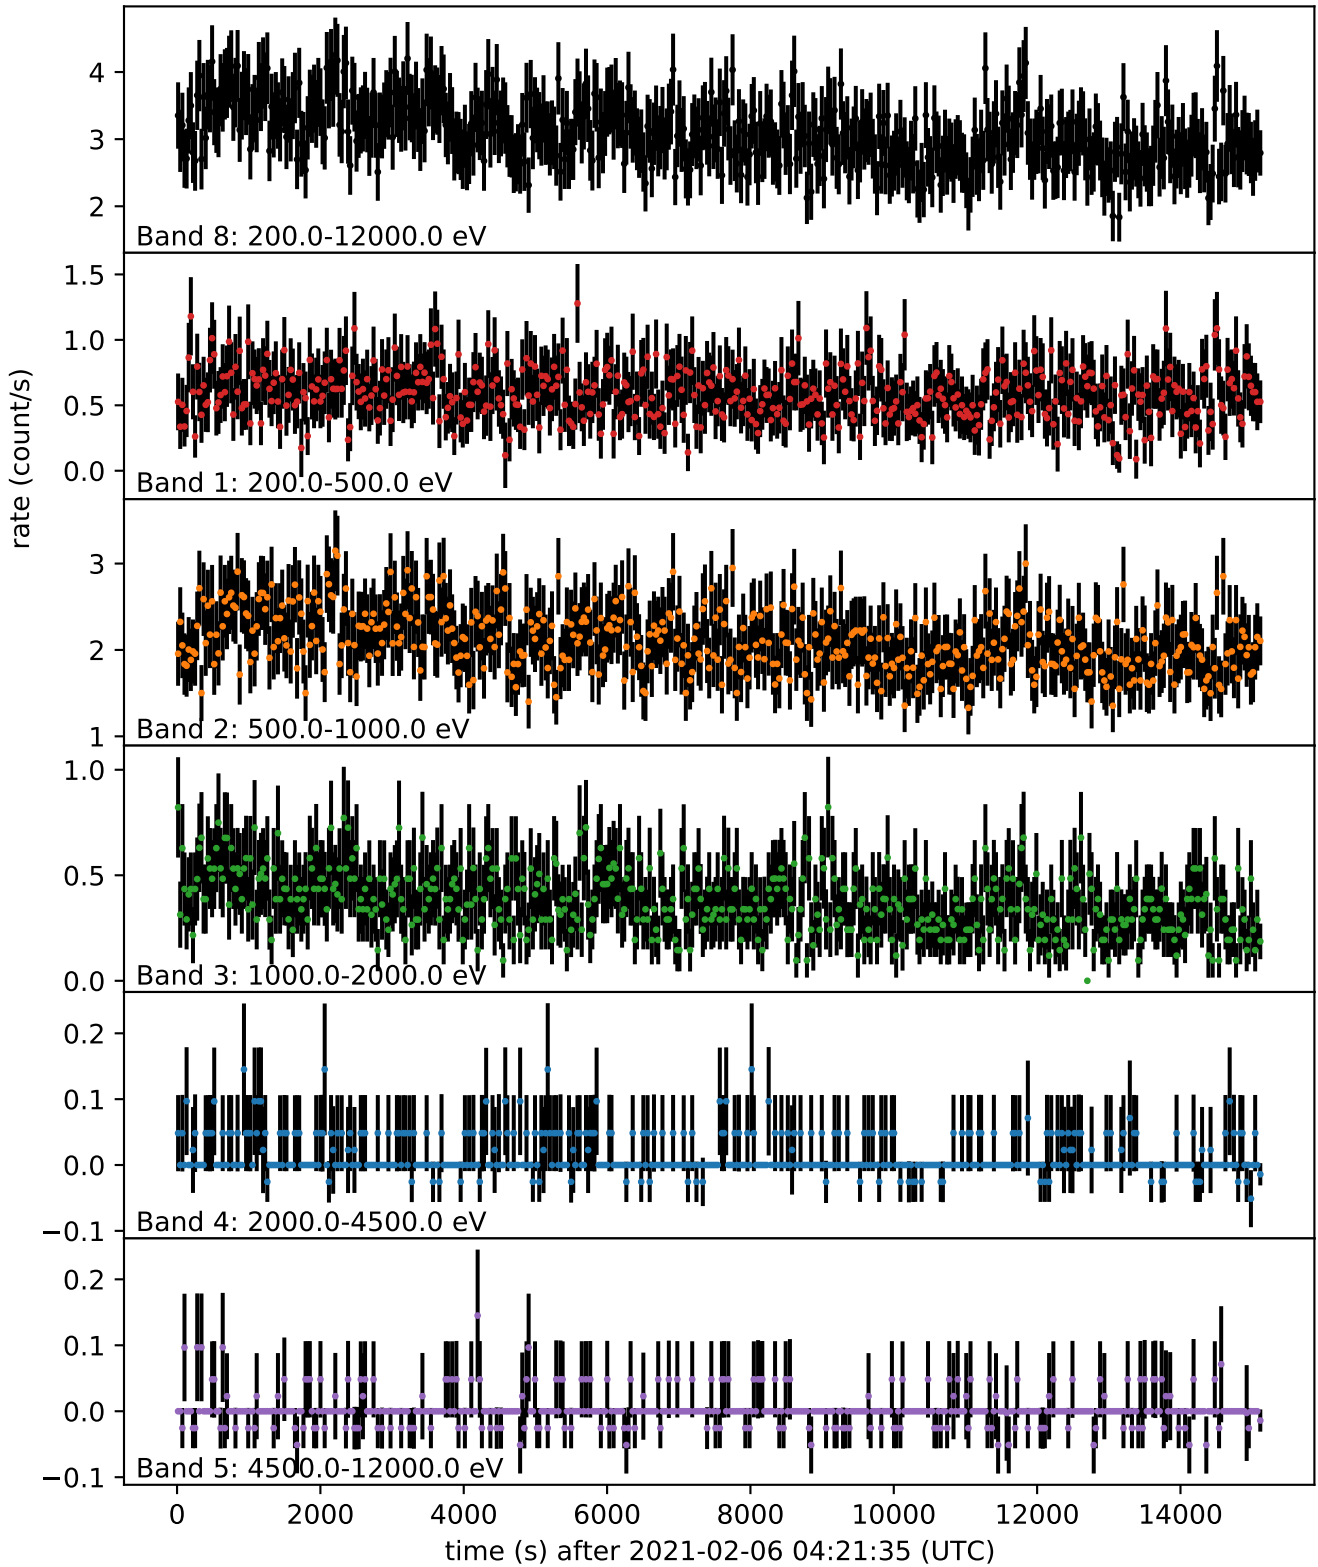 4
3
2
Band 8: 200.0-12000.0 eV
1.5
1.0
0.5
0.0
Band 1: 200.0-500.0 eV
rate (count/s)
3
2
1
Band 2: 500.0-1000.0 eV
1.0
0.5
0.0
Band 3: 1000.0-2000.0 eV
0.2
0.1
0.0
−0.1
Band 4: 2000.0-4500.0 eV
0.2
0.1
0.0
−0.1
Band 5: 4500.0-12000.0 eV
0 2000 4000 6000 8000 10000 12000 14000
time (s) after 2021-02-06 04:21:35 (UTC)